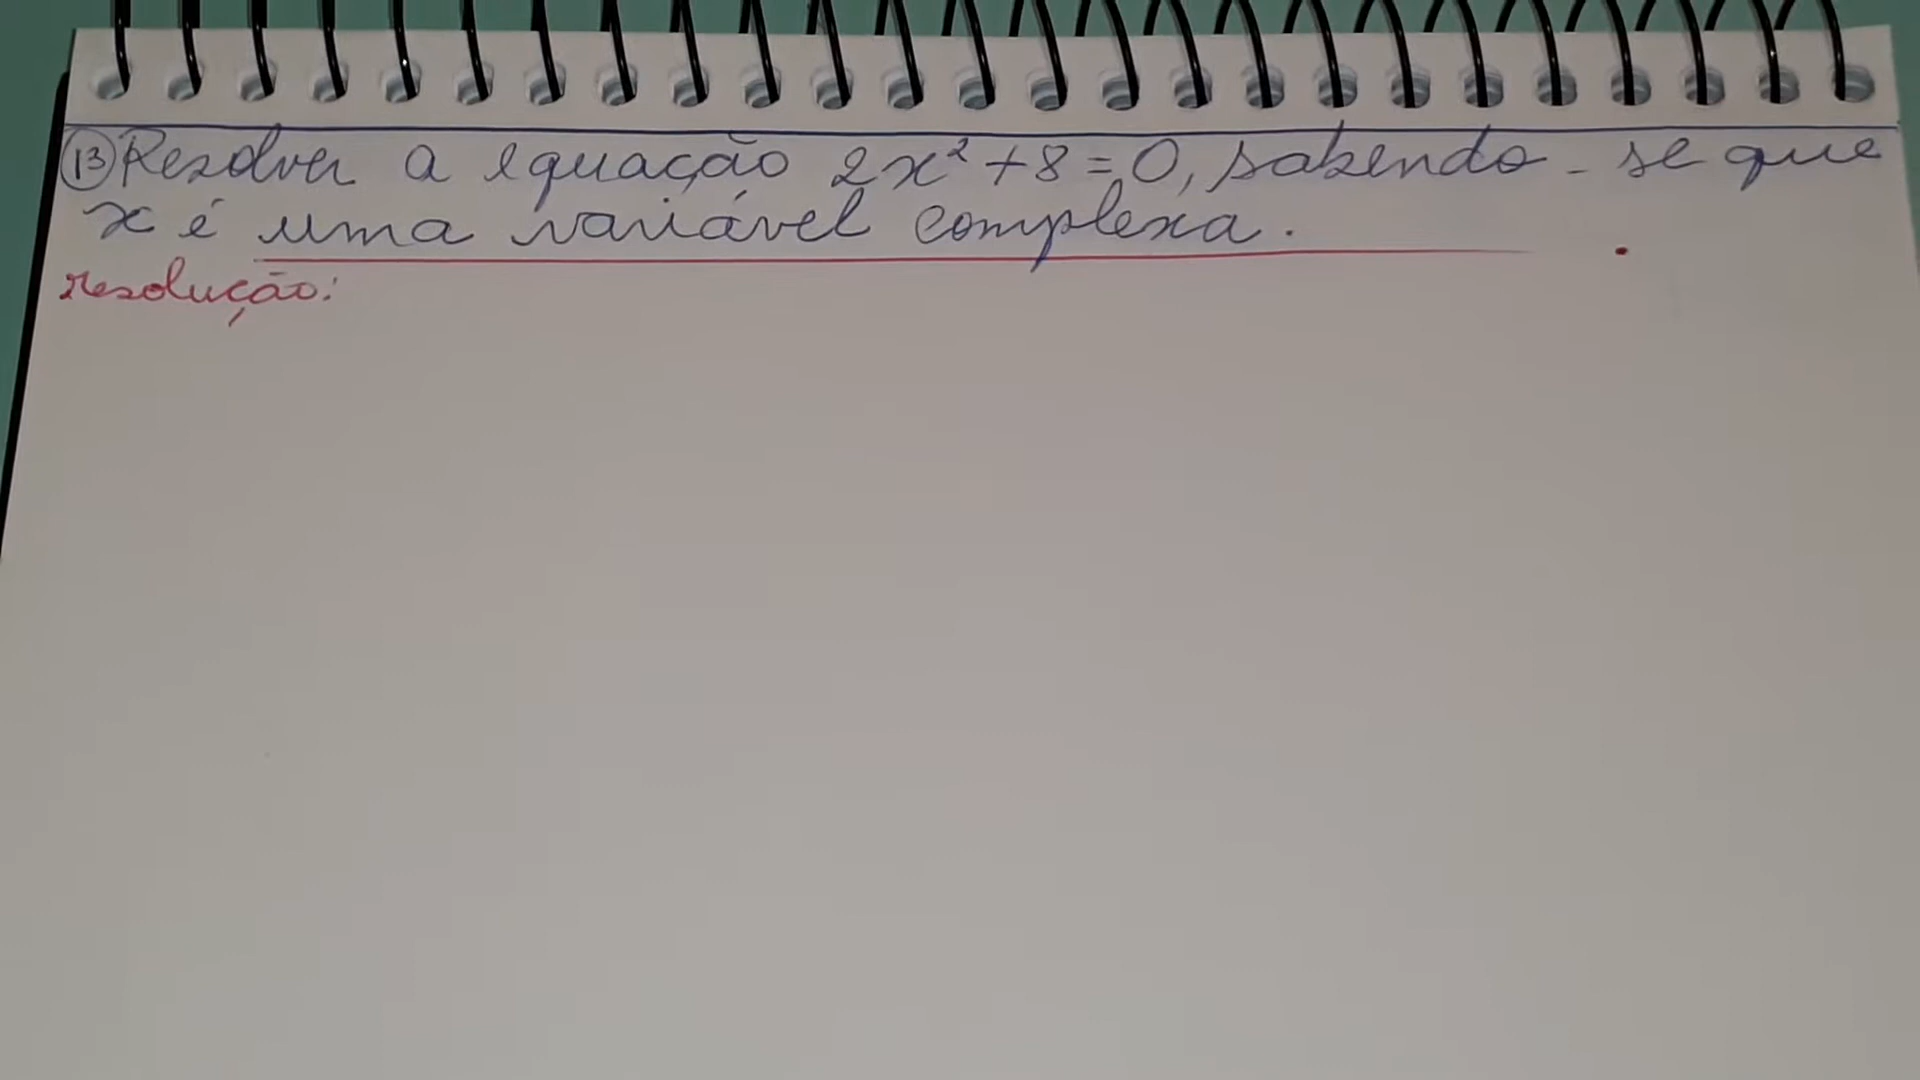 13 Resolver a equação 2x² + 8 = 0, sabendo-se que
x é uma variável complexa.
resolução: